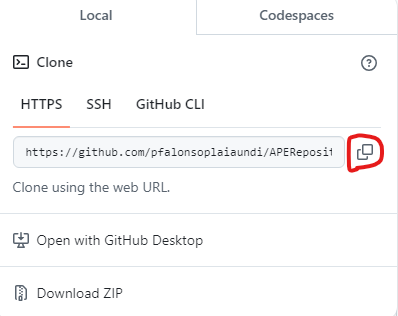 Local
Codespaces
Clone
HTTPS
SSH
GitHub CLI
https://github.com/pfalonsoplaiaundi/APEReposit
Clone using the web URL.
Open with GitHub Desktop
Download ZIP